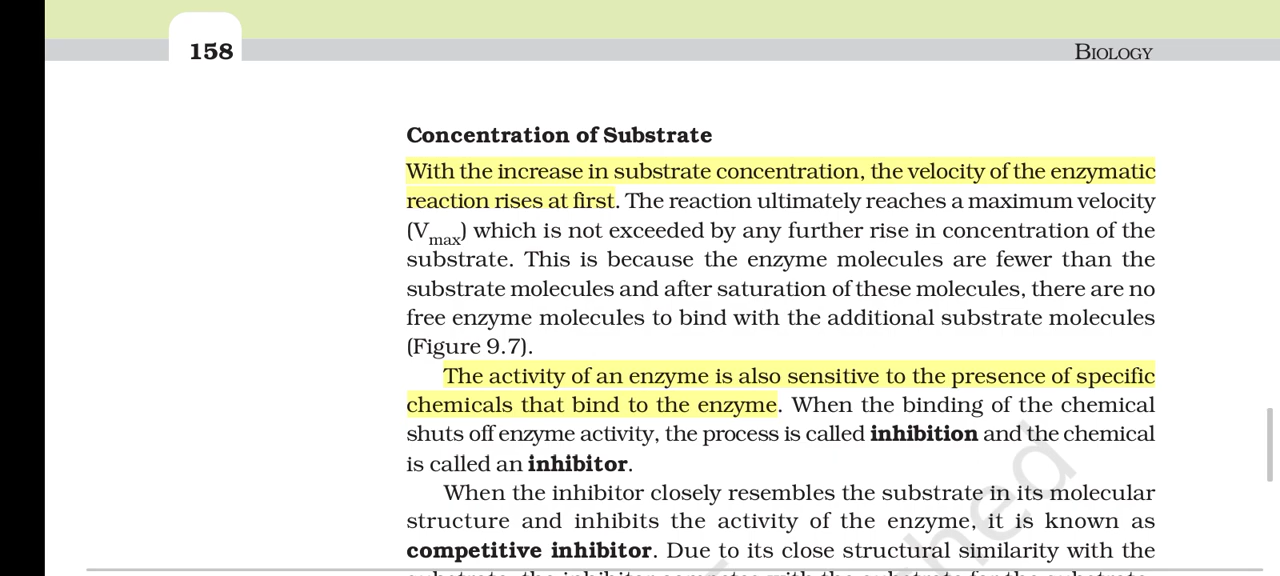 158
BIOLOGY
Concentration of Substrate
With the increase in substrate concentration, the velocity of the enzymatic
reaction rises at first. The reaction ultimately reaches a maximum velocity
(Vmax) which is not exceeded by any further rise in concentration of the
substrate. This is because the enzyme molecules are fewer than the
substrate molecules and after saturation of these molecules, there are no
free enzyme molecules to bind with the additional substrate molecules
(Figure 9.7).
The activity of an enzyme is also sensitive to the presence of specific
chemicals that bind to the enzyme. When the binding of the chemical
shuts off enzyme activity, the process is called inhibition and the chemical
is called an inhibitor.
When the inhibitor closely resembles the substrate in its molecular
structure and inhibits the activity of the enzyme, it is known as
competitive inhibitor. Due to its close structural similarity with the